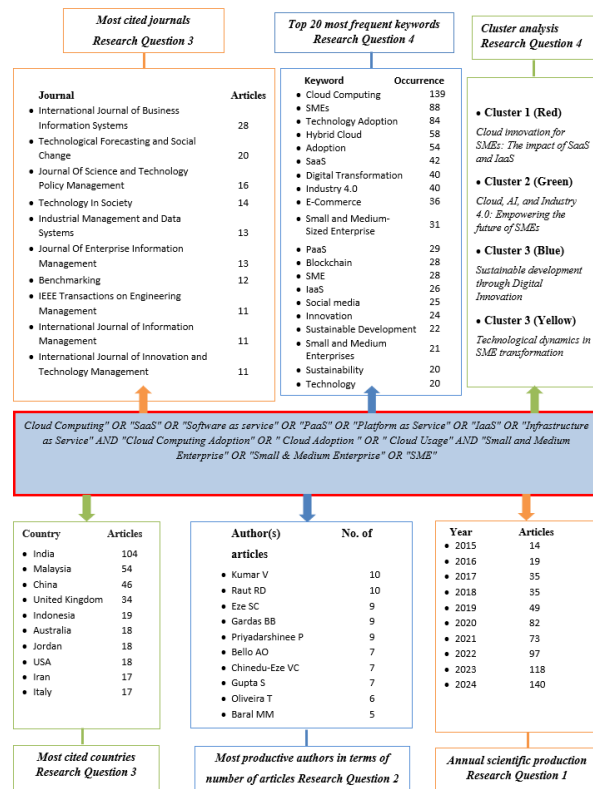 Most cited journals
Research Question 3
Top 20 most frequent keywords
Research Question 4
Cluster analysis
Research Question 4
Journal Articles
• International Journal of Business
Information Systems 28
• Technological Forecasting and Social
Change 20
• Journal Of Science and Technology
Policy Management 16
• Technology In Society 14
• Industrial Management and Data
Systems 13
• Journal Of Enterprise Information
Management 13
• Benchmarking 12
• IEEE Transactions on Engineering
Management 11
• International Journal of Information
Management 11
• International Journal of Innovation and
Technology Management 11
Keyword Occurrence
• Cloud Computing 139
• SMEs 88
• Technology Adoption 84
• Hybrid Cloud 58
• Adoption 54
• SaaS 42
• Digital Transformation 40
• Industry 4.0 40
• E-Commerce 36
• Small and Medium-
Sized Enterprise 31
• PaaS 29
• Blockchain 28
• SME 28
• IaaS 26
• Social media 25
• Innovation 24
• Sustainable Development 22
• Small and Medium
Enterprises 21
• Sustainability 20
• Technology 20
• Cluster 1 (Red)
Cloud innovation for
SMEs: The impact of SaaS
and IaaS
• Cluster 2 (Green)
Cloud, AI, and Industry
4.0: Empowering the
future of SMEs
• Cluster 3 (Blue)
Sustainable development
through Digital
Innovation
• Cluster 3 (Yellow)
Technological dynamics in
SME transformation
Cloud Computing" OR "SaaS" OR "Software as service" OR "PaaS" OR "Platform as Service" OR "IaaS" OR "Infrastructure
as Service" AND "Cloud Computing Adoption" OR " Cloud Adoption " OR " Cloud Usage" AND "Small and Medium
Enterprise" OR "Small & Medium Enterprise" OR "SME"
Country Articles
• India 104
• Malaysia 54
• China 46
• United Kingdom 34
• Indonesia 19
• Australia 18
• Jordan 18
• USA 18
• Iran 17
• Italy 17
Author(s) No. of
articles
• Kumar V 10
• Raut RD 10
• Eze SC 9
• Gardas BB 9
• Priyadarshinee P 9
• Bello AO 7
• Chinedu-Eze VC 7
• Gupta S 7
• Oliveira T 6
• Baral MM 5
Year Articles
• 2015 14
• 2016 19
• 2017 35
• 2018 35
• 2019 49
• 2020 82
• 2021 73
• 2022 97
• 2023 118
• 2024 140
Most cited countries
Research Question 3
Most productive authors in terms of
number of articles Research Question 2
Annual scientific production
Research Question 1